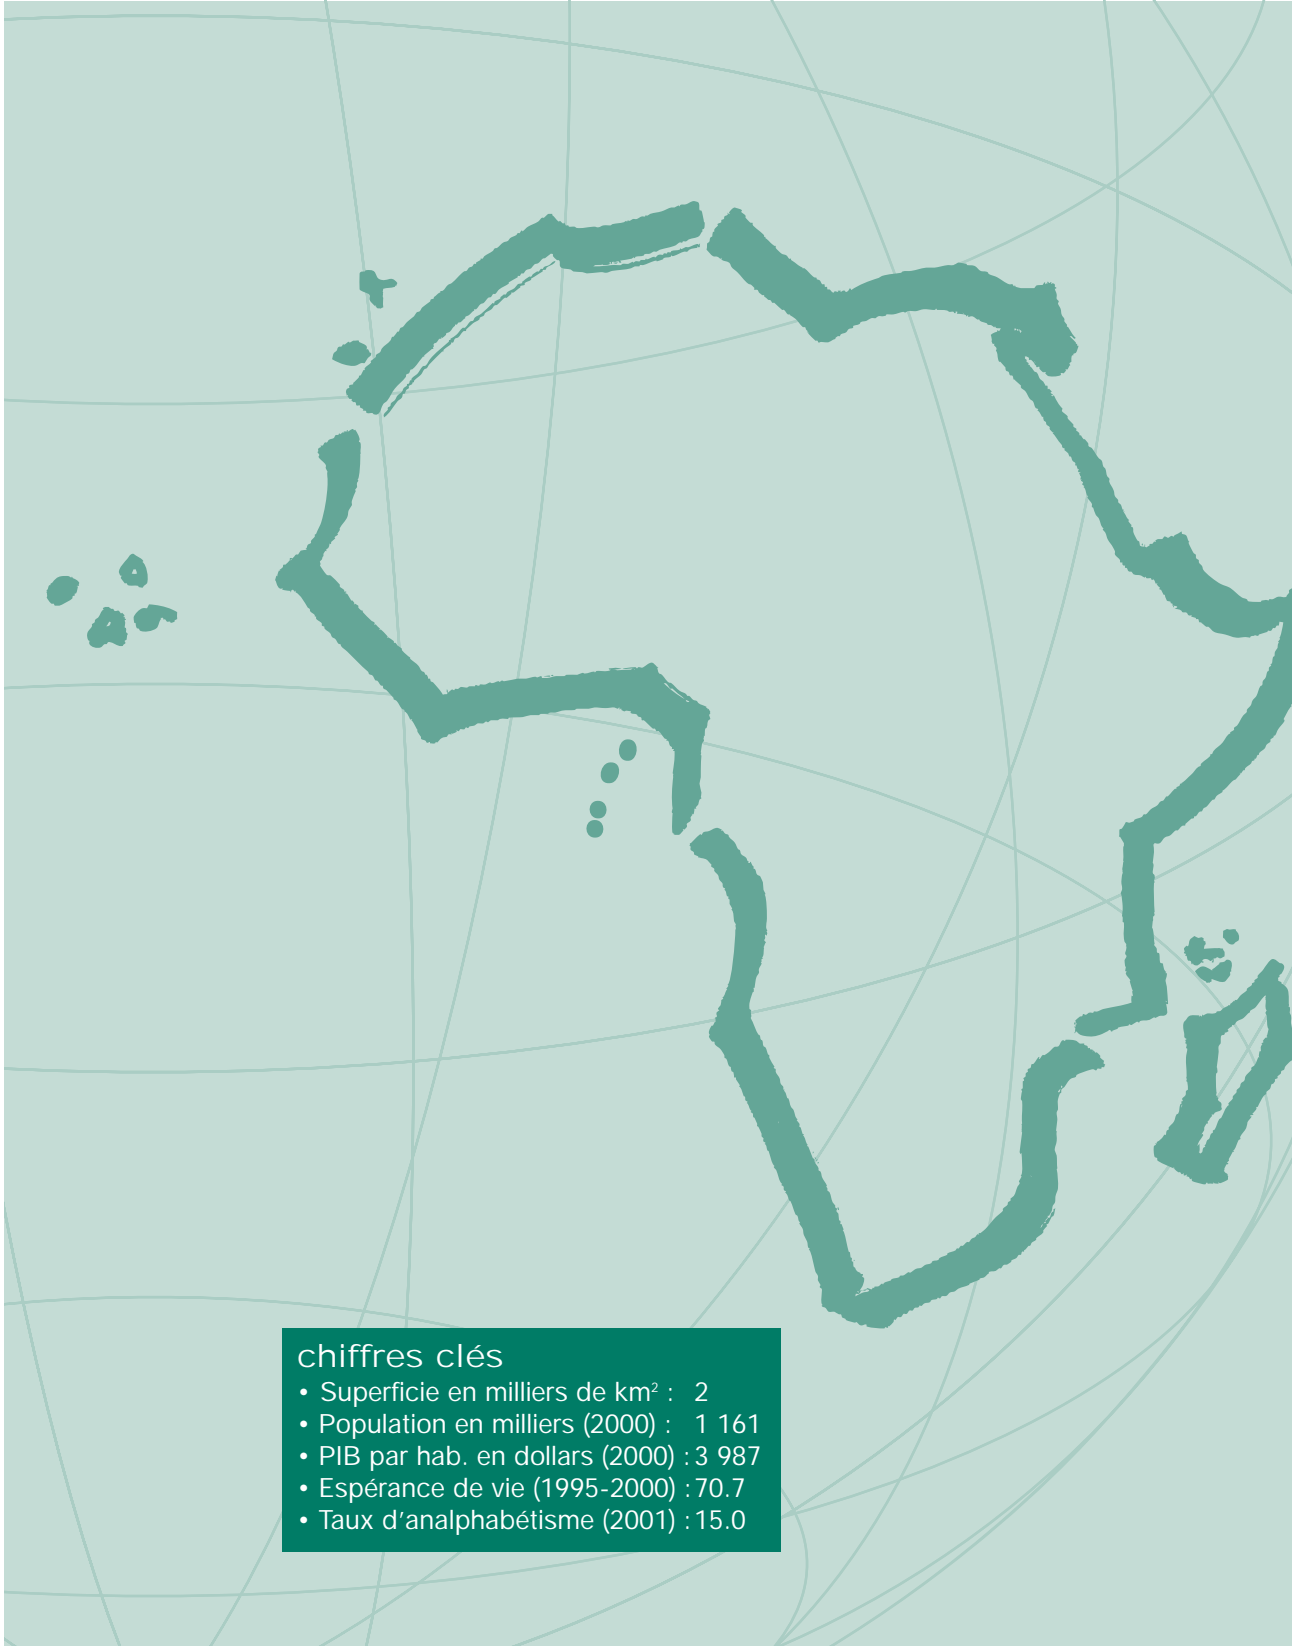 chiffres clés
• Superficie en milliers de km² : 2
• Population en milliers (2000) : 1 161
• PIB par hab. en dollars (2000) : 3 987
• Espérance de vie (1995-2000) : 70.7
• Taux d'analphabétisme (2001) : 15.0